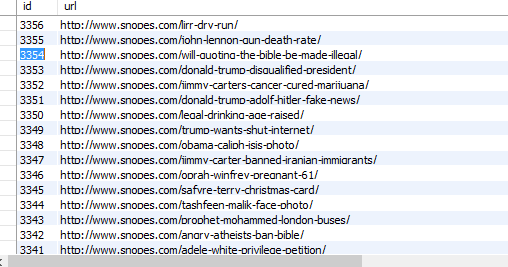 id url
3356 http://www.snopes.com/lirr-dry-run/
3355 http://www.snopes.com/john-lennon-gun-death-rate/
3354 http://www.snopes.com/will-quoting-the-bible-be-made-illegal/
3353 http://www.snopes.com/donald-trump-disqualified-president/
3352 http://www.snopes.com/jimmy-carters-cancer-cured-marijuana/
3351 http://www.snopes.com/donald-trump-adolf-hitler-fake-news/
3350 http://www.snopes.com/legal-drinking-age-raised/
3349 http://www.snopes.com/trump-wants-shut-internet/
3348 http://www.snopes.com/obama-caliph-isis-photo/
3347 http://www.snopes.com/jimmy-carter-banned-iranian-immigrants/
3346 http://www.snopes.com/oprah-winfrey-pregnant-61/
3345 http://www.snopes.com/safyre-terry-christmas-card/
3344 http://www.snopes.com/tashfeen-malik-face-photo/
3343 http://www.snopes.com/prophet-mohammed-london-buses/
3342 http://www.snopes.com/angry-atheists-ban-bible/
3341 http://www.snopes.com/adele-white-privilege-petition/